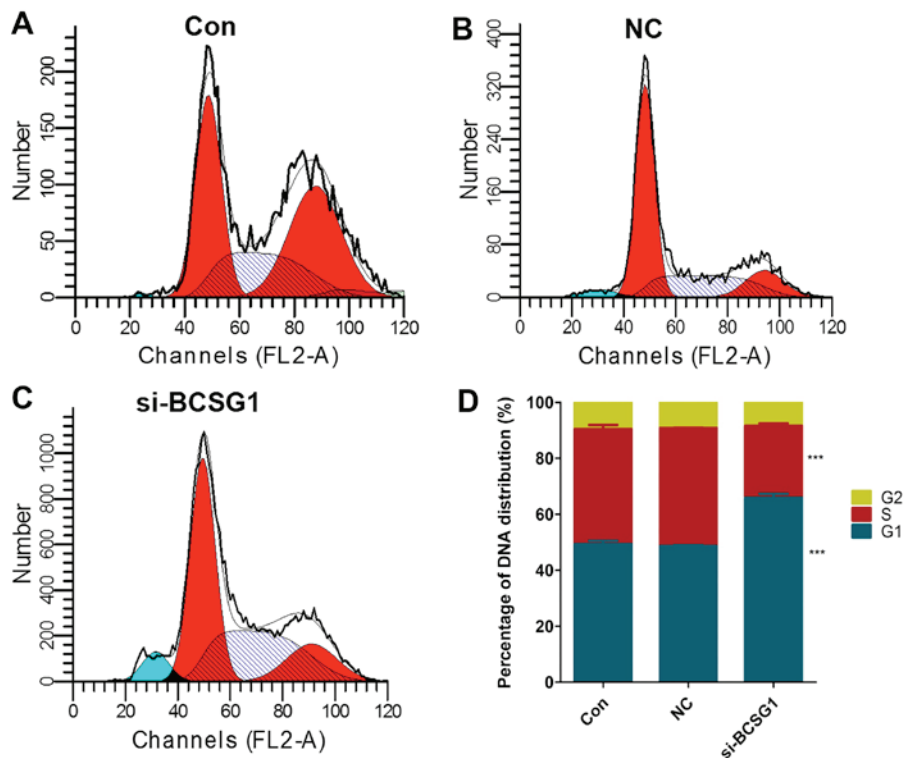 A
Con
Number
200
150
100
50
0
0 20 40 60 80 100 120
Channels (FL2-A)
B
NC
Number
400
320
240
160
80
0
0 20 40 60 80 100 120
Channels (FL2-A)
C
si-BCSG1
Number
1000
800
600
400
200
0
0 20 40 60 80 100 120
Channels (FL2-A)
D
Percentage of DNA distribution (%)
100
80
60
40
20
0
***
***
Con
NC
si-BCSG1
G2
S
G1